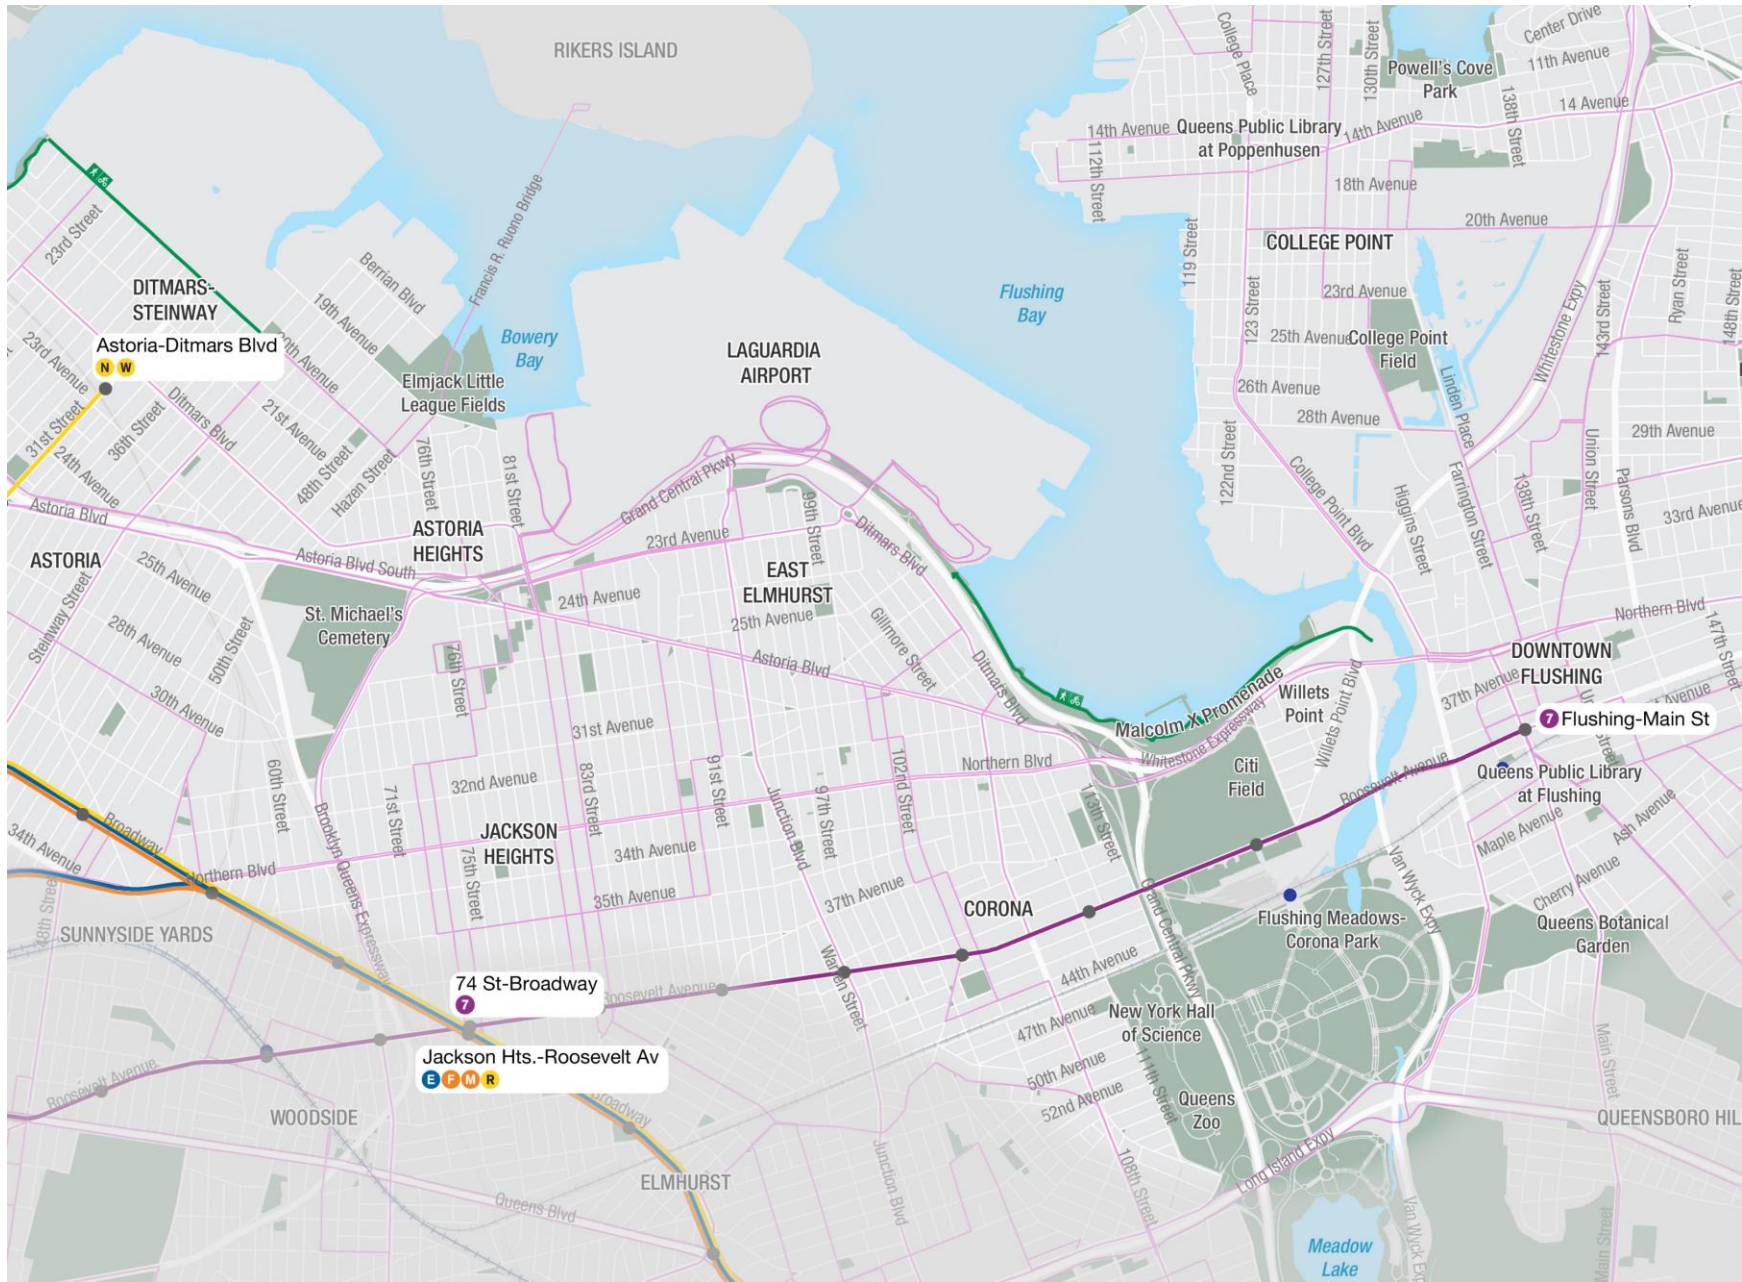 RIKERS ISLAND
College Place
127th Street
130th Street
Center Drive
11th Avenue
Powell's Cove
Park
14 Avenue
138th Street
14th Avenue
Queens Public Library
at Poppenhusen
14th Avenue
112th Street
18th Avenue
20th Avenue
119 Street
COLLEGE POINT
23rd Street
Francis R. Ruono Bridge
Berrian Blvd
19th Avenue
DITMARS-
STEINWAY
Flushing
Bay
Bowery
Bay
23rd Avenue
123 Street
25th Avenue
College Point
Field
Whitestone Expy
143rd Street
Ryan Street
148th Street
Astoria-Ditmars Blvd
N W
23rd Avenue
31st Street
24th Avenue
36th Street
Ditmars Blvd
21st Avenue
48th Street
Hazen Street
Elmjack Little
League Fields
LAGUARDIA
AIRPORT
26th Avenue
28th Avenue
Linden Place
29th Avenue
76th Street
81st Street
Grand Central Pkwy
122nd Street
College Point Blvd
Higgins Street
Farrington Street
138th Street
Union Street
Parsons Blvd
33rd Avenue
Astoria Blvd
ASTORIA
HEIGHTS
Astoria Blvd South
23rd Avenue
99th Street
Ditmars Blvd
ASTORIA
25th Avenue
Steinway Street
28th Avenue
50th Street
30th Avenue
St. Michael's
Cemetery
24th Avenue
EAST
ELMHURST
25th Avenue
Gillmore Street
Astoria Blvd
Ditmars Blvd
Northern Blvd
147th Street
DOWNTOWN
FLUSHING
37th Avenue
76th Street
31st Avenue
Malcolm X Promenade
Willets
Point
Willets Point Blvd
7 Flushing-Main St
Whitestone Expressway
Northern Blvd
Citi
Field
Roosevelt Avenue
Queens Public Library
at Flushing
Maple Avenue
Ash Avenue
60th Street
Brooklyn Queens Expressway
71st Street
32nd Avenue
83rd Street
91st Street
Junction Blvd
97th Street
102nd Street
113th Street
JACKSON
HEIGHTS
34th Avenue
75th Street
35th Avenue
37th Avenue
CORONA
Broadway
34th Avenue
Northern Blvd
SUNNYSIDE YARDS
Grand Central Pkwy
Van Wyck Expy
Cherry Avenue
Flushing Meadows-
Corona Park
Queens Botanical
Garden
74 St-Broadway
7
Roosevelt Avenue
Warren Street
44th Avenue
Jackson Hts.-Roosevelt Av
E F M R
47th Avenue
New York Hall
of Science
50th Avenue
52nd Avenue
111th Street
Queens
Zoo
Roosevelt Avenue
WOODSIDE
Broadway
Main Street
QUEENSBORO HIL
ELMHURST
Queens Blvd
Junction Blvd
108th Street
Long Island Expy
Meadow
Lake
Main Street